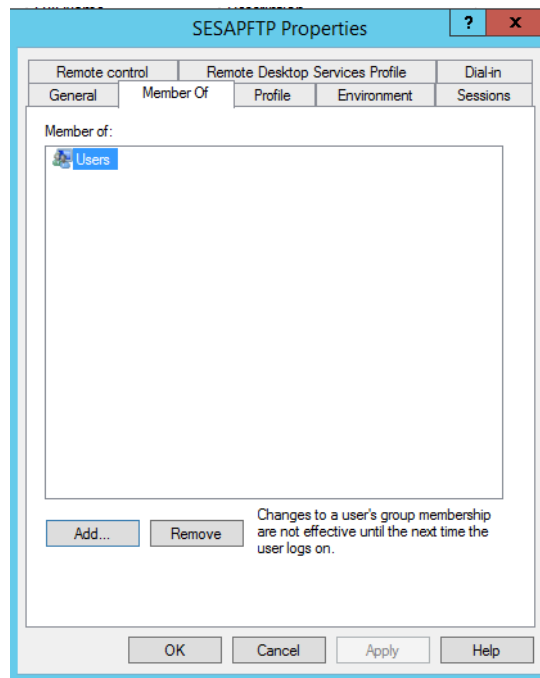 SESAPFTP Properties
?
x
Remote control
Remote Desktop Services Profile
Dial-in
General
Member Of
Profile
Environment
Sessions
Member of:
Users
Add...
Remove
Changes to a user's group membership
are not effective until the next time the
user logs on.
OK
Cancel
Apply
Help